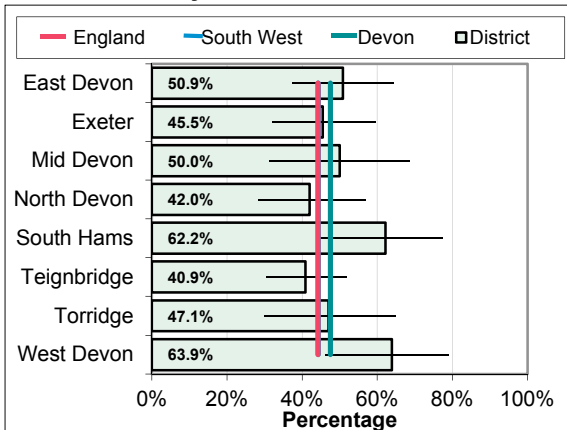 England South West Devon District
East Devon 50.9%
Exeter 45.5%
Mid Devon 50.0%
North Devon 42.0%
South Hams 62.2%
Teignbridge 40.9%
Torridge 47.1%
West Devon 63.9%
0% 20% 40% 60% 80% 100%
Percentage